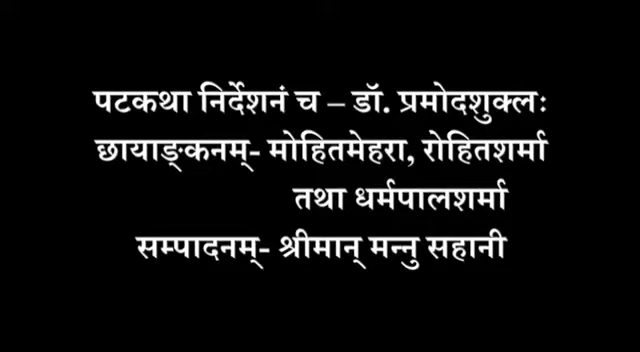 पटकथा निर्देशनं च – डॉ. प्रमोदशुक्लः
छायाङ्कनम्- मोहितमेहरा, रोहितशर्मा
तथा धर्मपालशर्मा
सम्पादनम्- श्रीमान् मन्नु सहानी